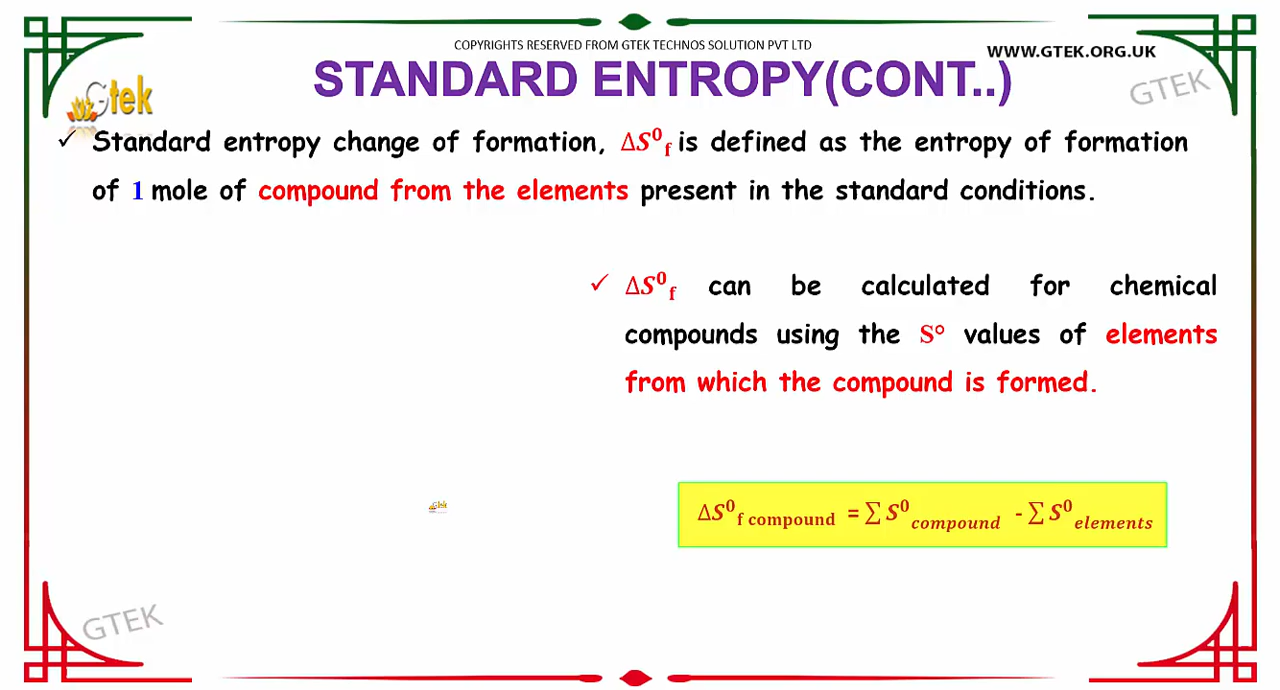 COPYRIGHTS RESERVED FROM GTEK TECHNOS SOLUTION PVT LTD
WWW.GTEK.ORG.UK
STANDARD ENTROPY(CONT..)
GTEK
Gtek
✓ Standard entropy change of formation, ΔS⁰f is defined as the entropy of formation
of 1 mole of compound from the elements present in the standard conditions.
✓ ΔS⁰f can be calculated for chemical
compounds using the S° values of elements
from which the compound is formed.
Gtek
ΔS⁰f compound = ∑ S⁰compound - ∑ S⁰elements
GTEK